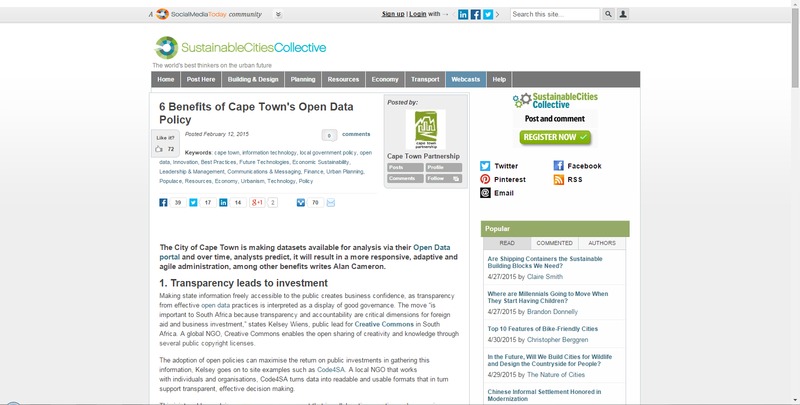 A SocialMediaToday community
Sign up | Login with → |
Search this site...
SustainableCitiesCollective
The world's best thinkers on the urban future
Home Post Here Building & Design Planning Resources Economy Transport Webcasts Help
6 Benefits of Cape Town's Open Data
Policy
Like it?
72
Posted February 12, 2015
0 comments
Keywords: cape town, information technology, local government policy, open
data, innovation, Best Practices, Future Technologies, Economic Sustainability,
Leadership & Management, Communications & Messaging, Finance, Urban Planning,
Populace, Resources, Economy, Urbanism, Technology, Policy
39 17 14 +1 2 70
Posted by:
cape town
partnership
Cape Town Partnership
Posts Profile
Comments Follow
The City of Cape Town is making datasets available for analysis via their Open Data
portal and over time, analysts predict, it will result in a more responsive, adaptive and
agile administration, among other benefits writes Alan Cameron.
1. Transparency leads to investment
Making state information freely accessible to the public creates business confidence, as transparency
from effective open data practices is interpreted as a display of good governance. The move “is
important to South Africa because transparency and accountability are critical dimensions for foreign
aid and business investment,” states Kelsey Wiens, public lead for Creative Commons in South
Africa. A global NGO, Creative Commons enables the open sharing of creativity and knowledge through
several public copyright licenses.
The adoption of open policies can maximise the return on public investments in gathering this
information, Kelsey goes on to site examples such as Code4SA. A local NGO that works
with individuals and organisations, Code4SA turns data into readable and usable formats that in turn
support transparent, effective decision making.
SustainableCities
Collective
Post and comment
REGISTER NOW
Twitter Facebook
Pinterest RSS
Email
Popular
READ COMMENTED AUTHORS
Are Shipping Containers the Sustainable
Building Blocks We Need?
4/27/2015 by Claire Smith
Where are Millennials Going to Move When
They Start Having Children?
4/27/2015 by Brandon Donnelly
Top 10 Features of Bike-Friendly Cities
4/30/2015 by Christopher Berggren
In the Future, Will We Build Cities for Wildlife
and Design the Countryside for People?
4/29/2015 by The Nature of Cities
Chinese Informal Settlement Honored in
Modernization